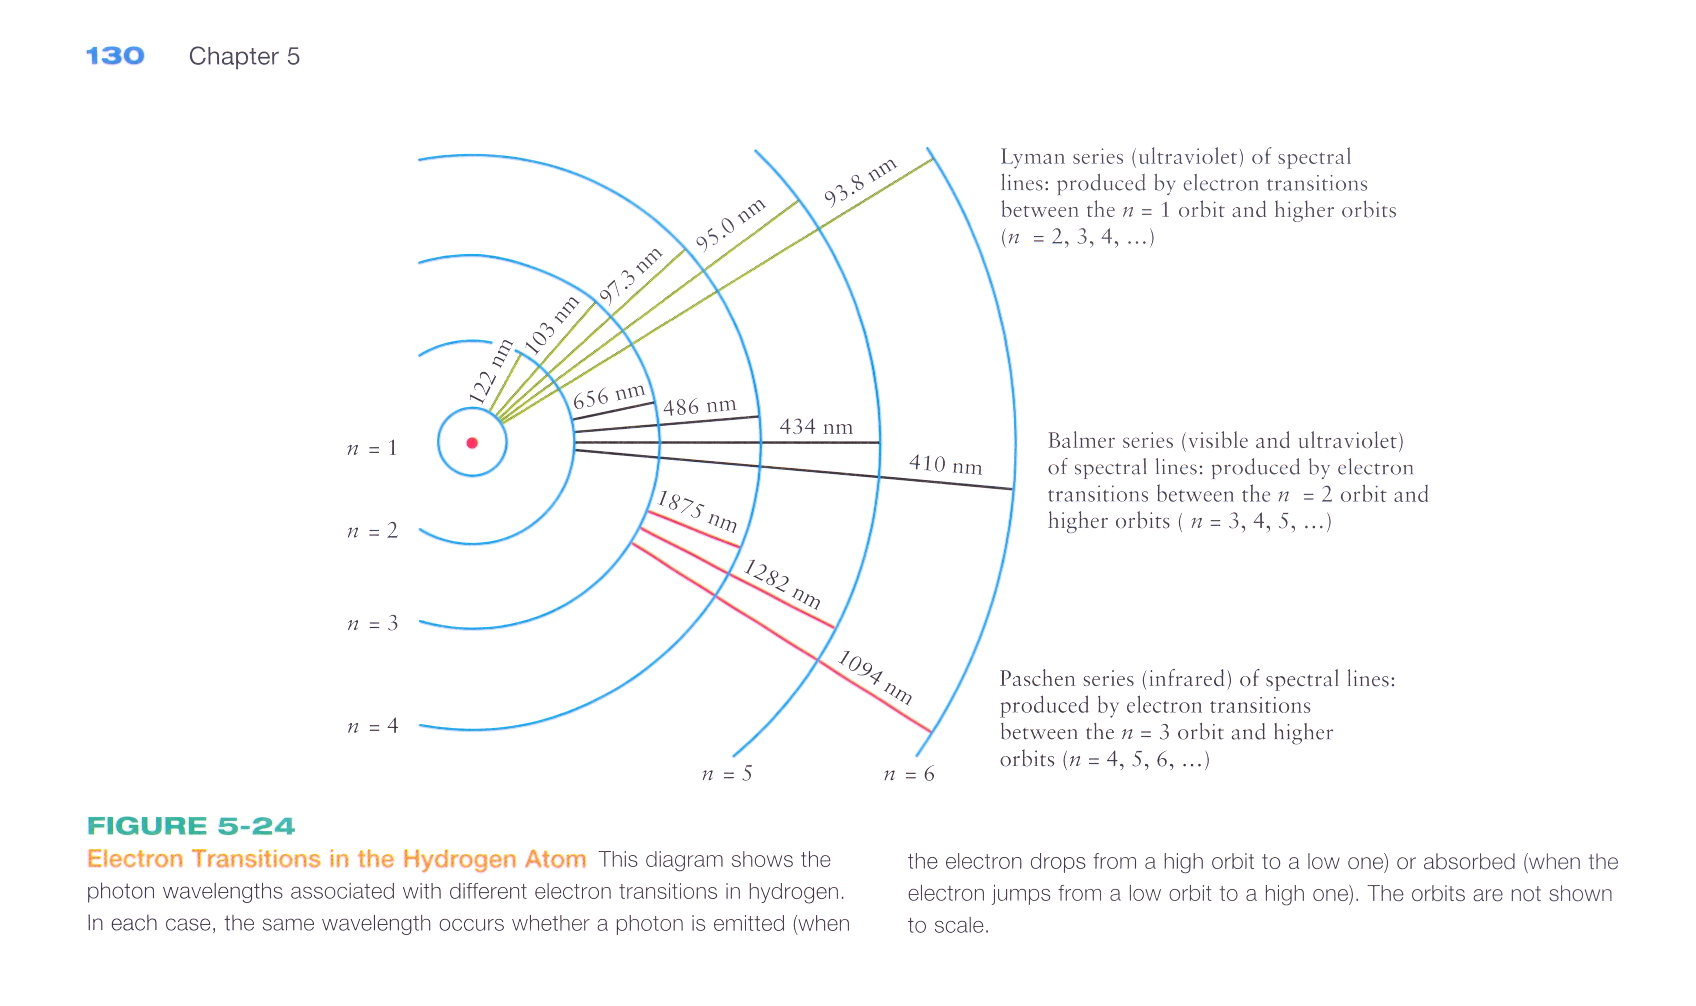 130 Chapter 5
93.8 nm
95.0 nm
97.3 nm
103 nm
122 nm
Lyman series (ultraviolet) of spectral
lines: produced by electron transitions
between the n = 1 orbit and higher orbits
(n = 2, 3, 4, ...)
656 nm
486 nm
434 nm
410 nm
Balmer series (visible and ultraviolet)
of spectral lines: produced by electron
transitions between the n = 2 orbit and
higher orbits ( n = 3, 4, 5, ...)
1875 nm
1282 nm
1094 nm
Paschen series (infrared) of spectral lines:
produced by electron transitions
between the n = 3 orbit and higher
orbits (n = 4, 5, 6, ...)
n = 1
n = 2
n = 3
n = 4
n = 5
n = 6
FIGURE 5-24
Electron Transitions in the Hydrogen Atom This diagram shows the
photon wavelengths associated with different electron transitions in hydrogen.
In each case, the same wavelength occurs whether a photon is emitted (when
the electron drops from a high orbit to a low one) or absorbed (when the
electron jumps from a low orbit to a high one). The orbits are not shown
to scale.